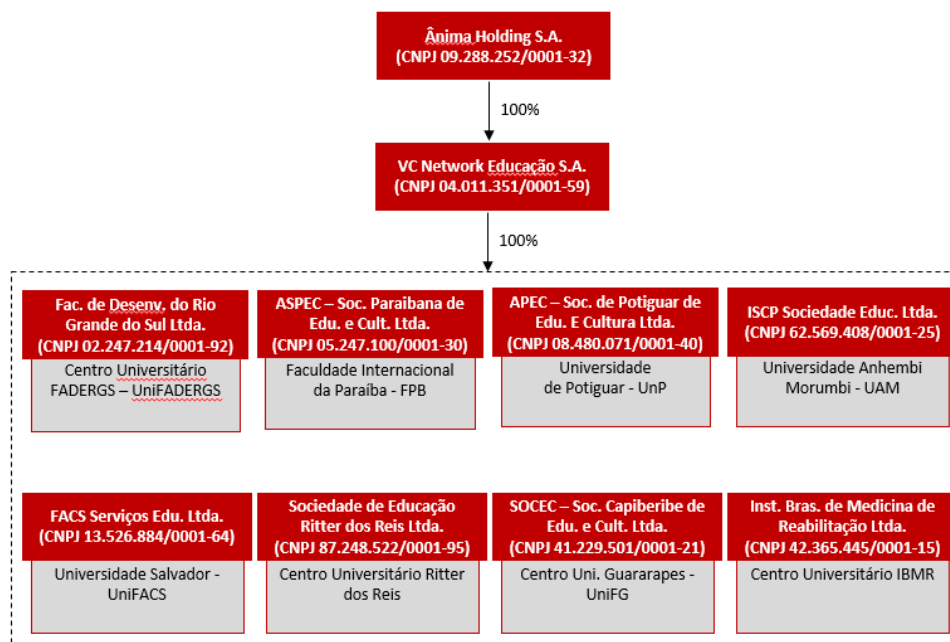 Ânima Holding S.A.
(CNPJ 09.288.252/0001-32)
100%
VC Network Educação S.A.
(CNPJ 04.011.351/0001-59)
100%
Fac. de Desenv. do Rio
Grande do Sul Ltda.
(CNPJ 02.247.214/0001-92)
Centro Universitário
FADERGS – UniFADERGS
ASPEC – Soc. Paraibana de
Edu. e Cult. Ltda.
(CNPJ 05.247.100/0001-30)
Faculdade Internacional
da Paraíba - FPB
APEC – Soc. de Potiguar de
Edu. E Cultura Ltda.
(CNPJ 08.480.071/0001-40)
Universidade
de Potiguar - UnP
ISCP Sociedade Educ. Ltda.
(CNPJ 62.569.408/0001-25)
Universidade Anhembi
Morumbi - UAM
FACS Serviços Edu. Ltda.
(CNPJ 13.526.884/0001-64)
Universidade Salvador -
UniFACS
Sociedade de Educação
Ritter dos Reis Ltda.
(CNPJ 87.248.522/0001-95)
Centro Universitário Ritter
dos Reis
SOCEC – Soc. Capiberibe de
Edu. e Cult. Ltda.
(CNPJ 41.229.501/0001-21)
Centro Uni. Guararapes -
UniFG
Inst. Bras. de Medicina de
Reabilitação Ltda.
(CNPJ 42.365.445/0001-15)
Centro Universitário IBMR